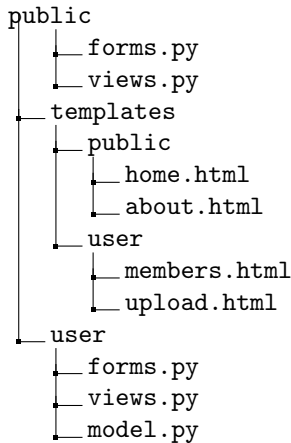 public
forms.py
views.py
templates
public
home.html
about.html
user
members.html
upload.html
user
forms.py
views.py
model.py